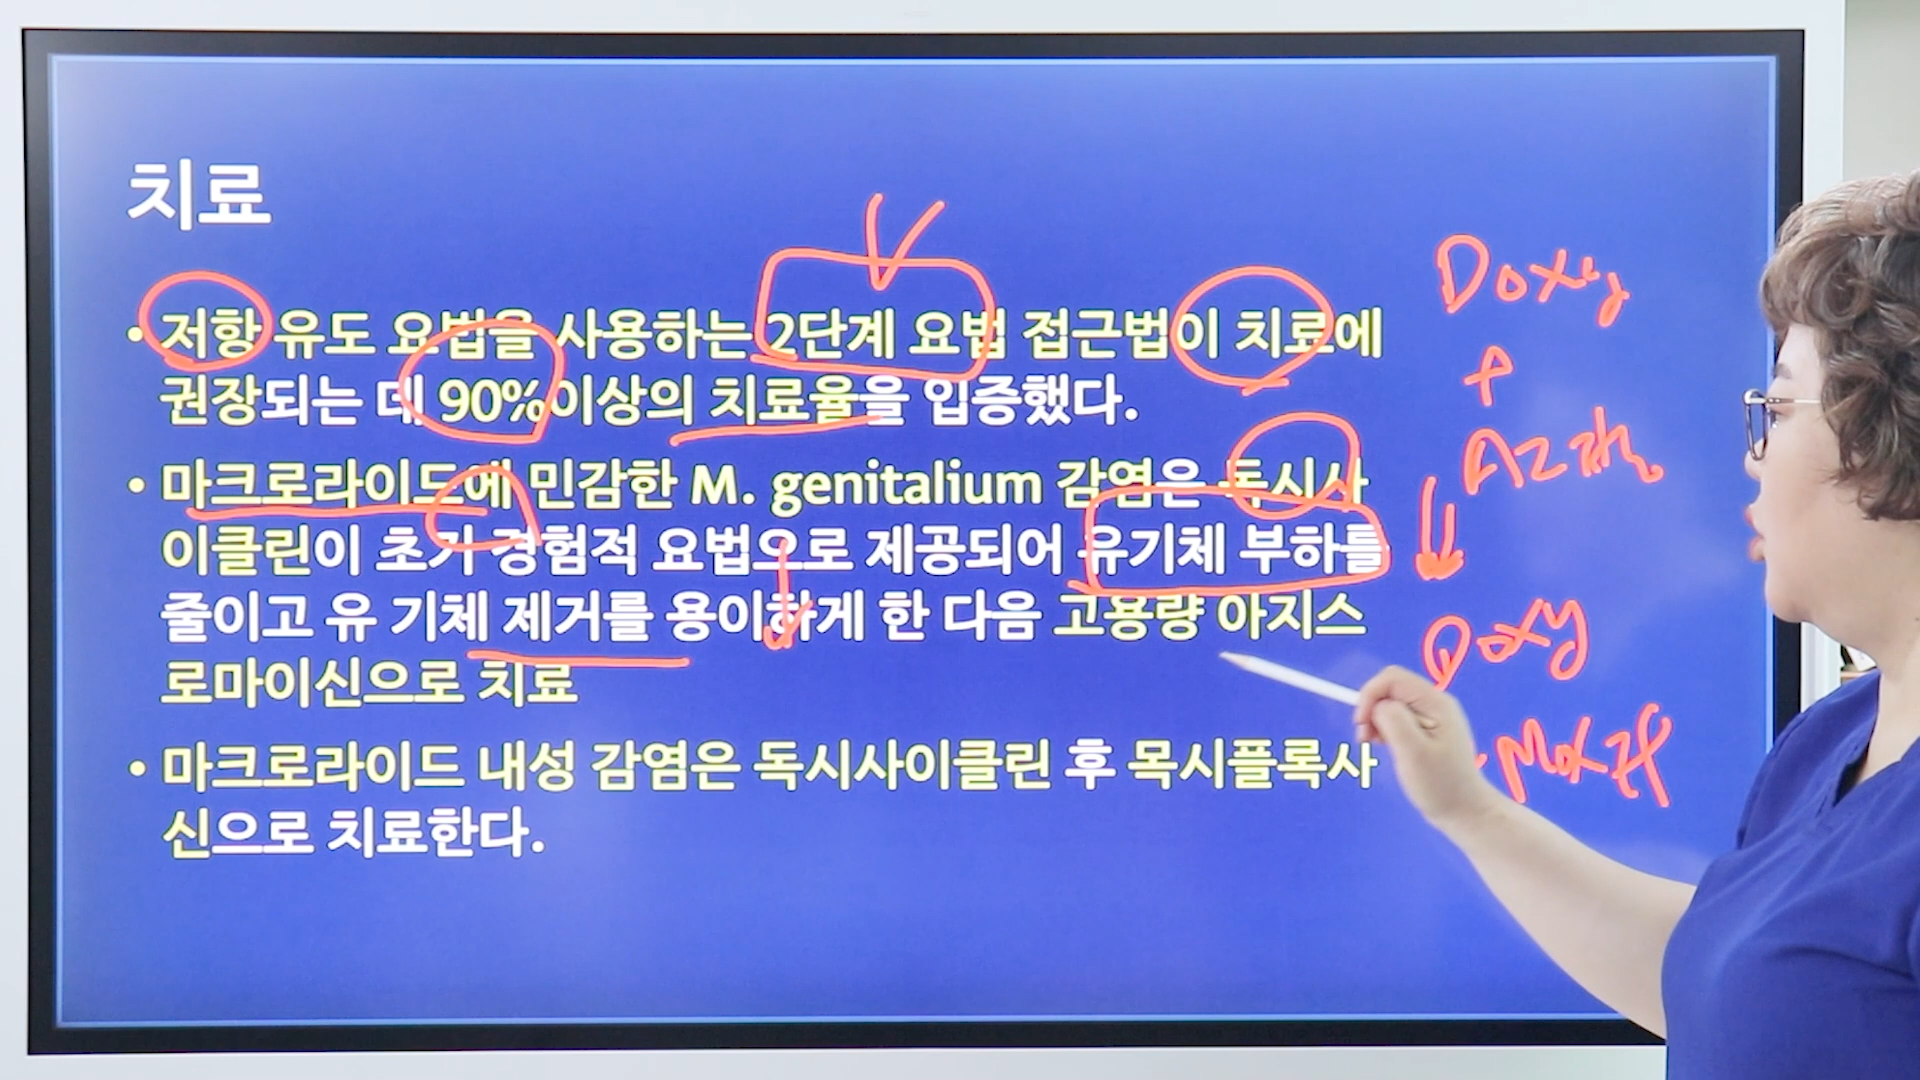 치료
• 저항 유도 요법을 사용하는 2단계 요법 접근법이 치료에
권장되는 데 90%이상의 치료율을 입증했다.
• 마크로라이드에 민감한 M. genitalium 감염은 독시사
이클린이 초기 경험적 요법으로 제공되어 유기체 부하를
줄이고 유 기체 제거를 용이하게 한 다음 고용량 아지스
로마이신으로 치료
• 마크로라이드 내성 감염은 독시사이클린 후 목시플록사
신으로 치료한다.
Doxy
+
Doxy